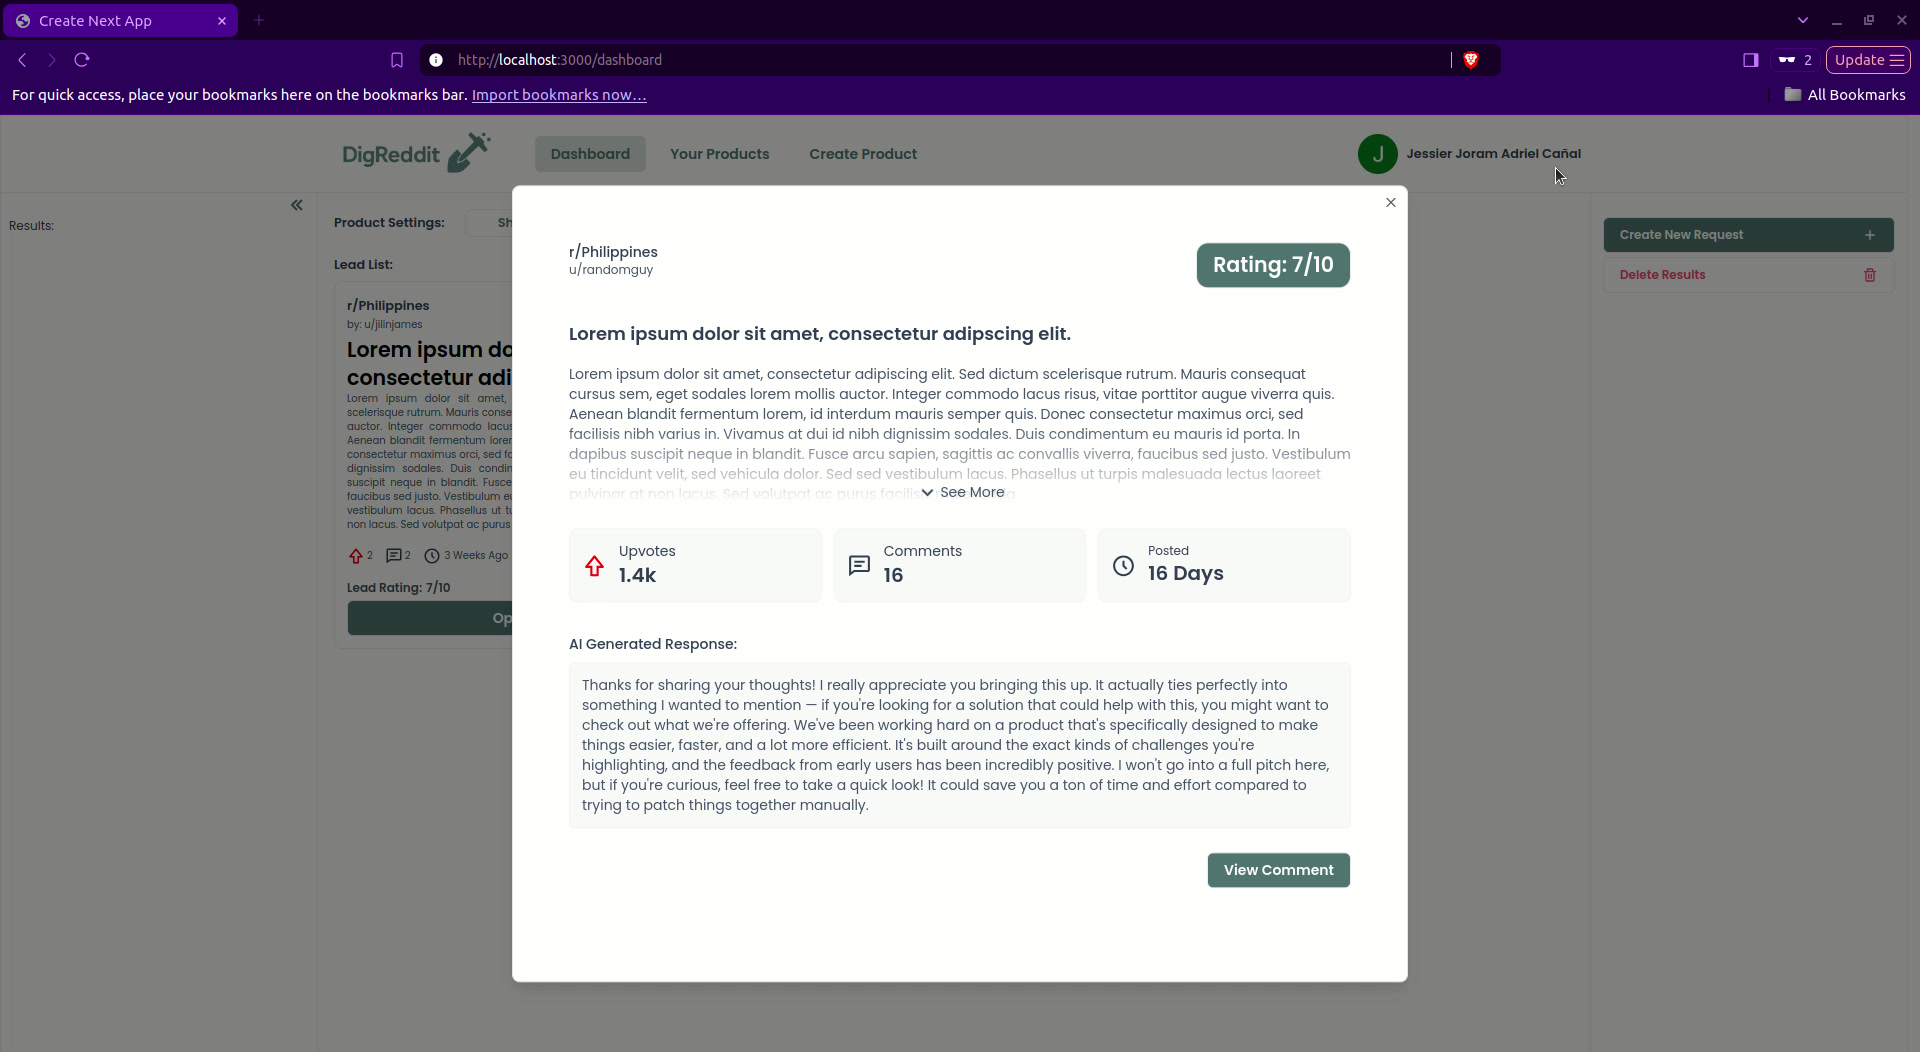 Create Next App
http://localhost:3000/dashboard
2
Update
For quick access, place your bookmarks here on the bookmarks bar. Import bookmarks now...
All Bookmarks
DigReddit
Dashboard
Your Products
Create Product
J
Jessier Joram Adriel Cañal
Results:
Product Settings:
Sh
Lead List:
r/Philippines
by: u/jilinjames
Lorem ipsum do
consectetur adi
Lorem ipsum dolor sit amet,
scelerisque rutrum. Mauris conse
auctor. Integer commodo lacus
Aenean blandit fermentum lorer
consectetur maximus orci, sed fo
dignissim sodales. Duis condin
suscipit neque in blandit. Fusce
faucibus sed justo. Vestibulum eu
vestibulum lacus. Phasellus ut tu
non lacus. Sed volutpat ac purus
2
2
3 Weeks Ago
Lead Rating: 7/10
Op
Create New Request
Delete Results
r/Philippines
u/randomguy
Rating: 7/10
Lorem ipsum dolor sit amet, consectetur adipscing elit.
Lorem ipsum dolor sit amet, consectetur adipiscing elit. Sed dictum scelerisque rutrum. Mauris consequat
cursus sem, eget sodales lorem mollis auctor. Integer commodo lacus risus, vitae porttitor augue viverra quis.
Aenean blandit fermentum lorem, id interdum mauris semper quis. Donec consectetur maximus orci, sed
facilisis nibh varius in. Vivamus at dui id nibh dignissim sodales. Duis condimentum eu mauris id porta. In
dapibus suscipit neque in blandit. Fusce arcu sapien, sagittis ac convallis viverra, faucibus sed justo. Vestibulum
eu tincidunt velit, sed vehicula dolor. Sed sed vestibulum lacus. Phasellus ut turpis malesuada lectus laoreet
pulvinar at non lacus. Sed volutpat ac purus
See More
Upvotes
1.4k
Comments
16
Posted
16 Days
AI Generated Response:
Thanks for sharing your thoughts! I really appreciate you bringing this up. It actually ties perfectly into
something I wanted to mention — if you're looking for a solution that could help with this, you might want to
check out what we're offering. We've been working hard on a product that's specifically designed to make
things easier, faster, and a lot more efficient. It's built around the exact kinds of challenges you're
highlighting, and the feedback from early users has been incredibly positive. I won't go into a full pitch here,
but if you're curious, feel free to take a quick look! It could save you a ton of time and effort compared to
trying to patch things together manually.
View Comment